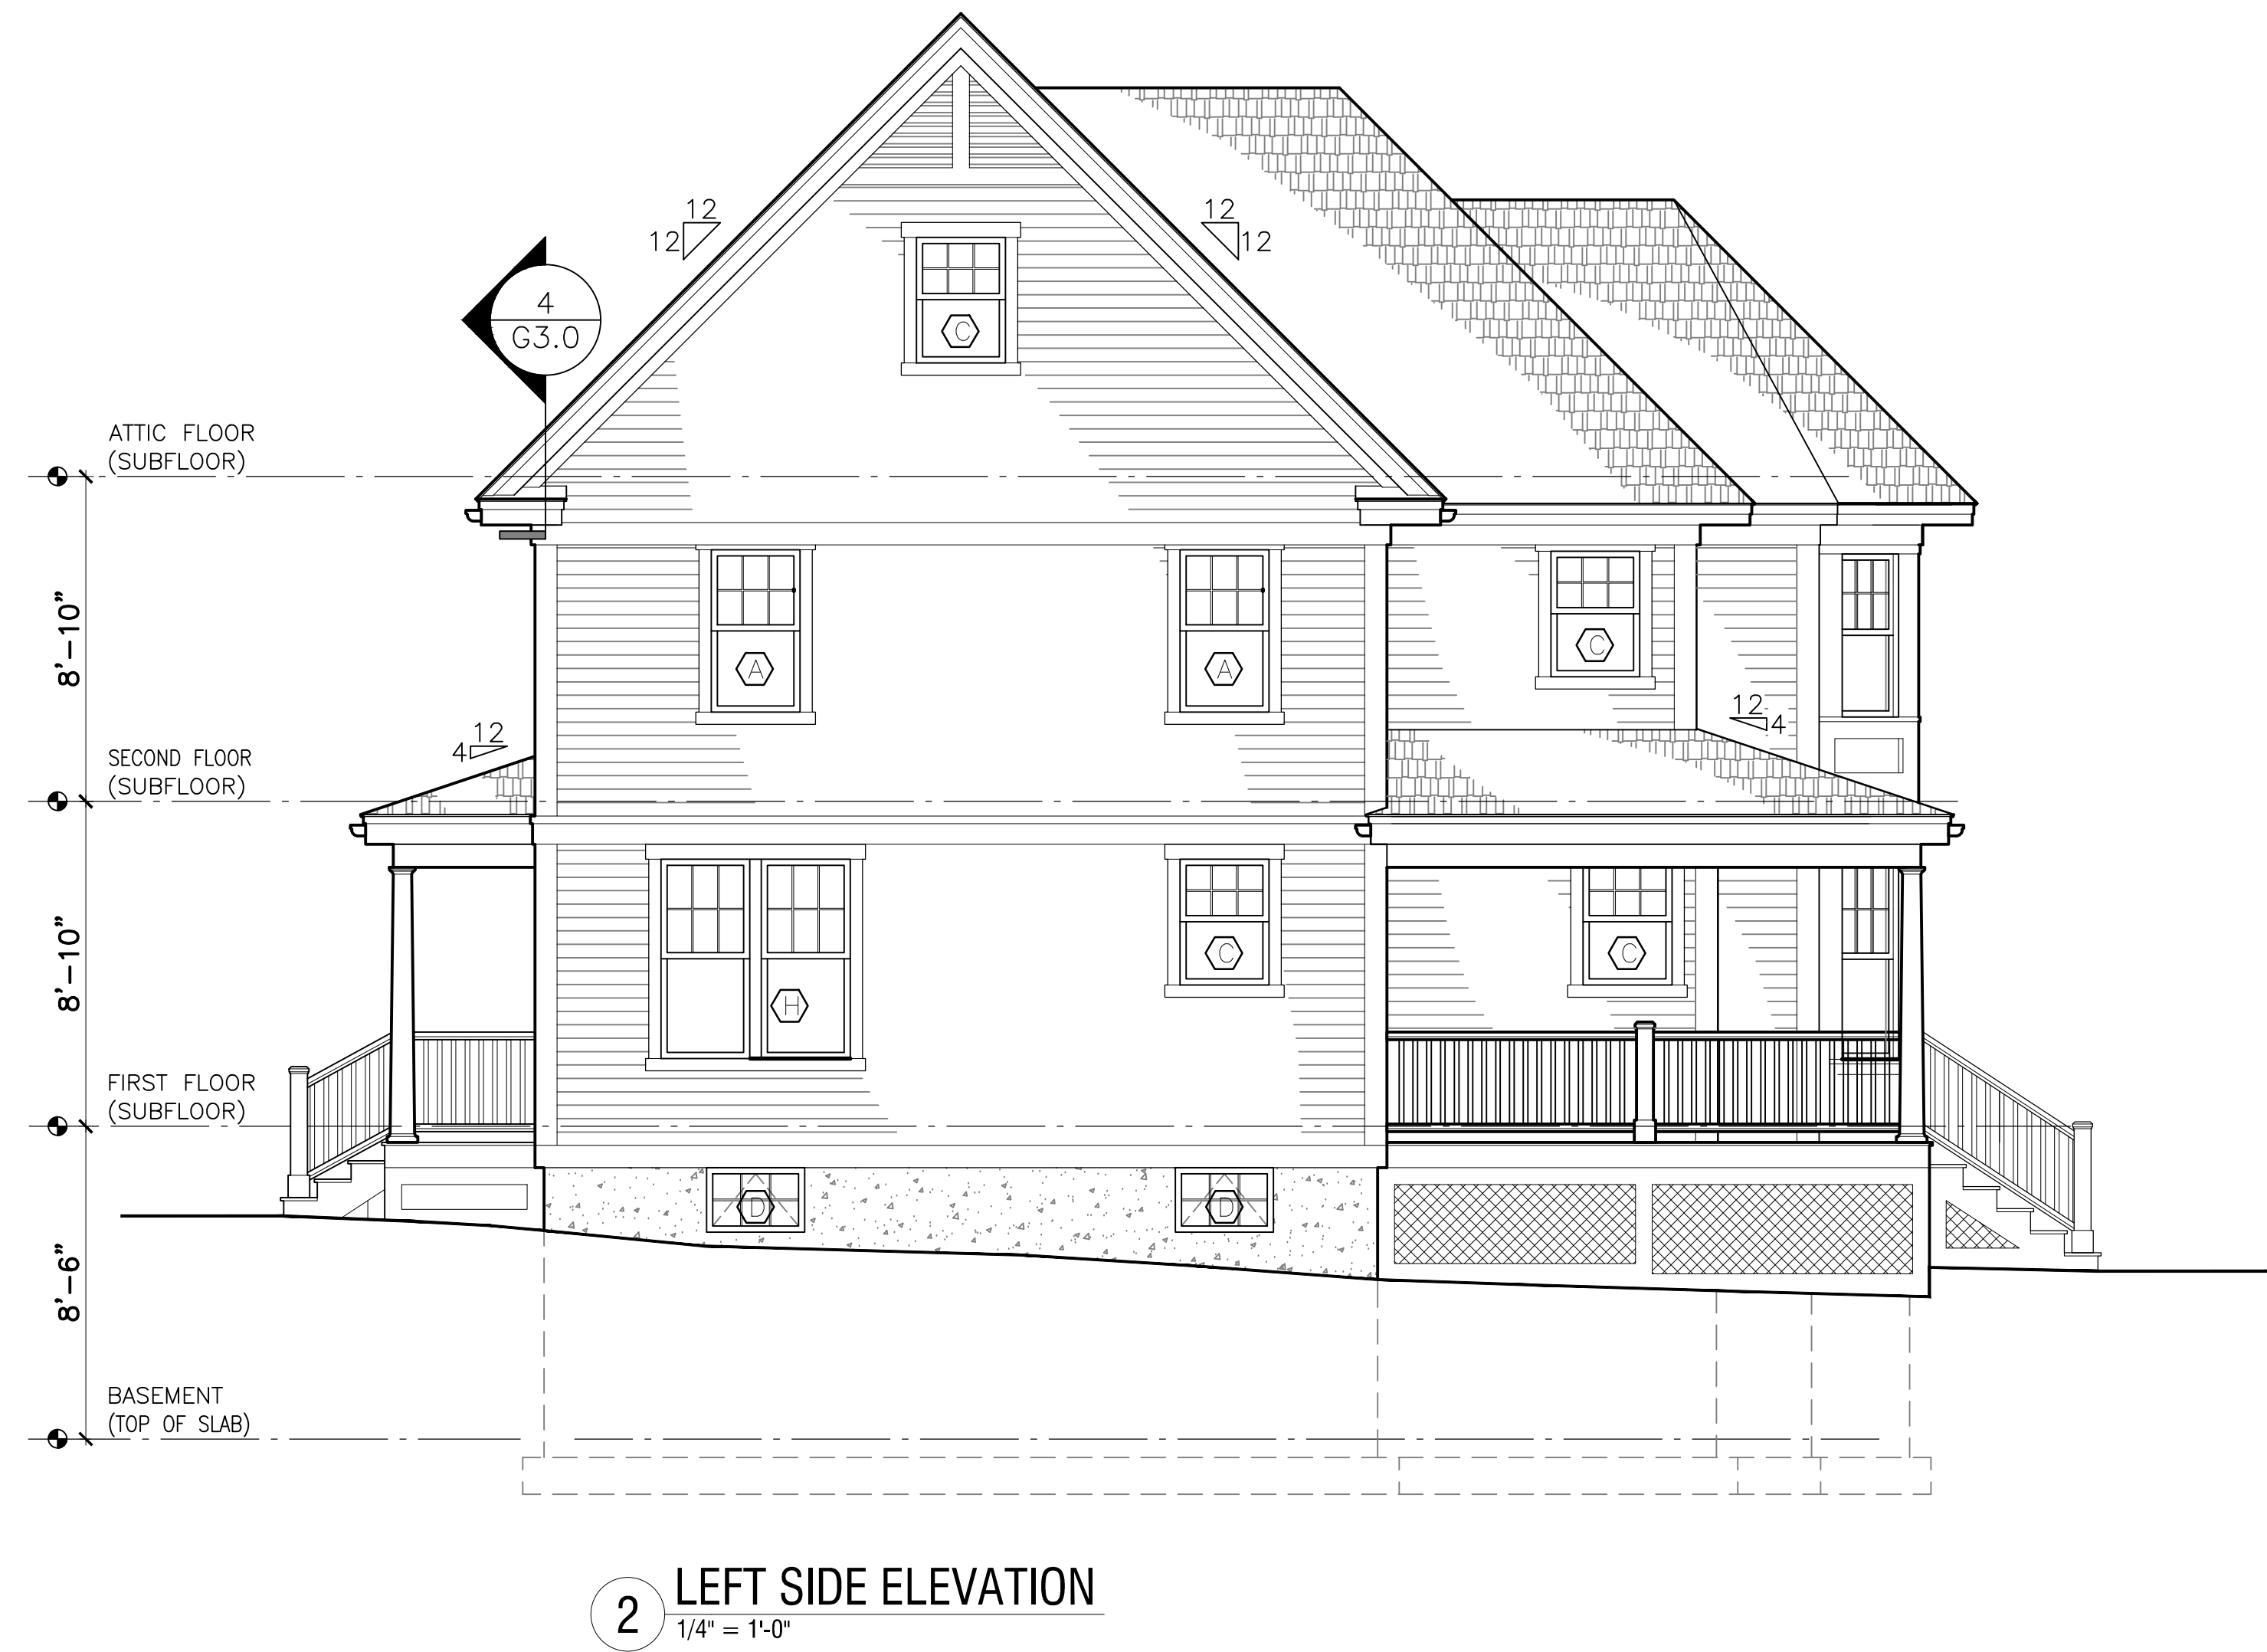 12
12
12
12
4
G3.0
C
ATTIC FLOOR
(SUBFLOOR)
8'-10"
A
A
C
12
4
12
4
SECOND FLOOR
(SUBFLOOR)
8'-10"
H
C
C
FIRST FLOOR
(SUBFLOOR)
D
D
8'-6"
BASEMENT
(TOP OF SLAB)
2
LEFT SIDE ELEVATION
1/4" = 1'-0"